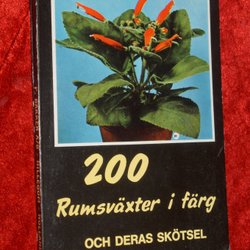 200
Rumsväxter i färg
OCH DERAS SKÖTSEL